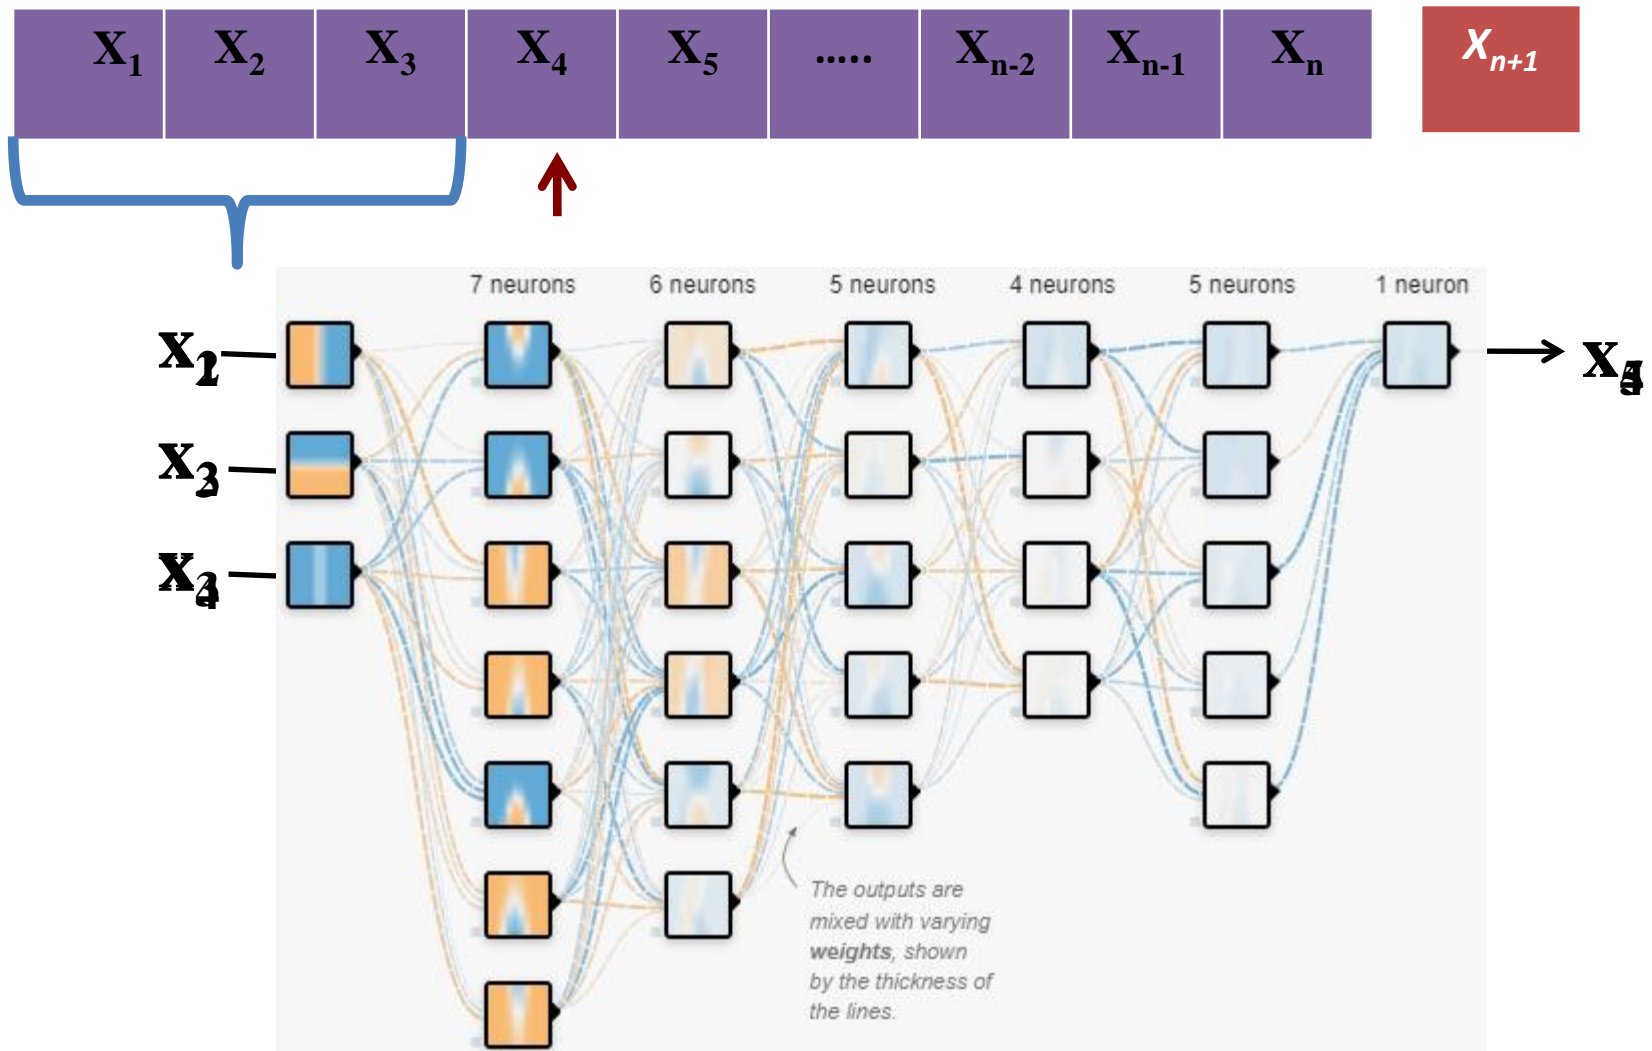 X1 X2 X3 X4 X5 ..... Xn-2 Xn-1 Xn Xn+1
7 neurons 6 neurons 5 neurons 4 neurons 5 neurons 1 neuron
The outputs are
mixed with varying
weights, shown
by the thickness of
the lines.